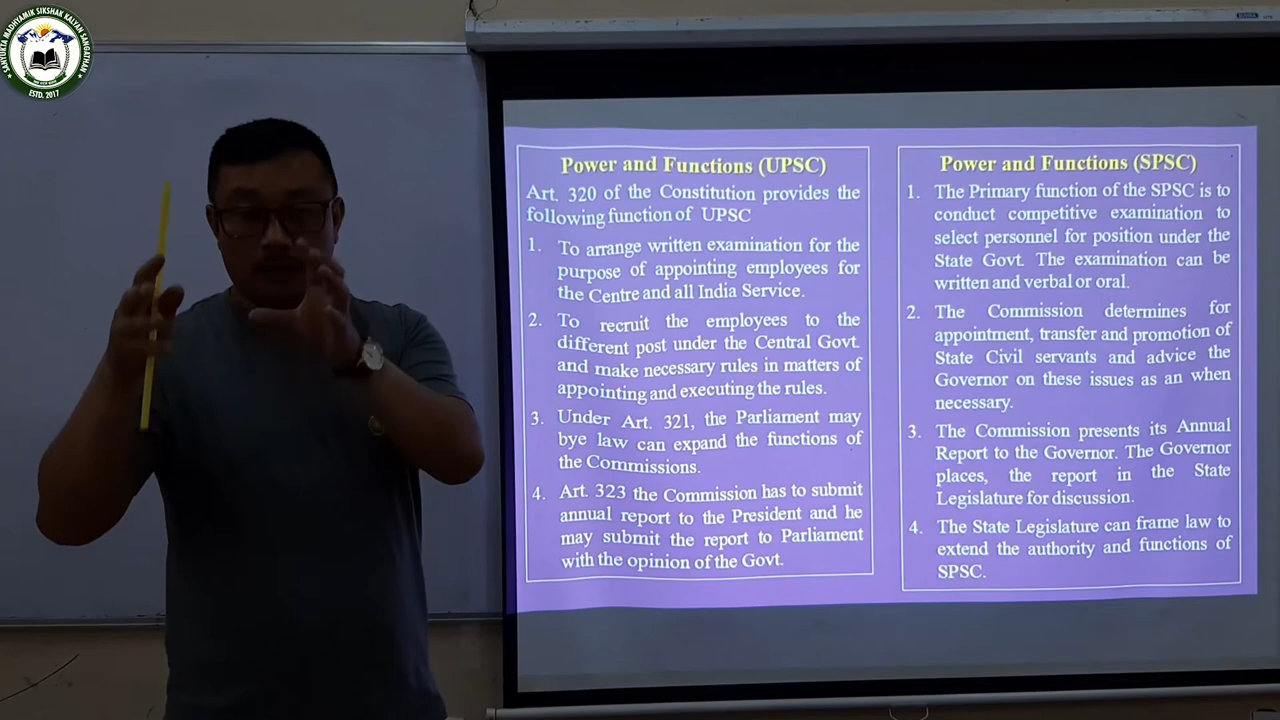 SANYUKTA MADHYAMIK SIKSHAK KALYAN SANGATHAN
ESTD. 2017
Power and Functions (UPSC)
Art. 320 of the Constitution provides the
following function of UPSC
1. To arrange written examination for the
purpose of appointing employees for
the Centre and all India Service.
2. To recruit the employees to the
different post under the Central Govt.
and make necessary rules in matters of
appointing and executing the rules.
3. Under Art. 321, the Parliament may
bye law can expand the functions of
the Commissions.
4. Art. 323 the Commission has to submit
annual report to the President and he
may submit the report to Parliament
with the opinion of the Govt.
Power and Functions (SPSC)
1. The Primary function of the SPSC is to
conduct competitive examination to
select personnel for position under the
State Govt. The examination can be
written and verbal or oral.
2. The Commission determines for
appointment, transfer and promotion of
State Civil servants and advice the
Governor on these issues as an when
necessary.
3. The Commission presents its Annual
Report to the Governor. The Governor
places, the report in the State
Legislature for discussion.
4. The State Legislature can frame law to
extend the authority and functions of
SPSC.